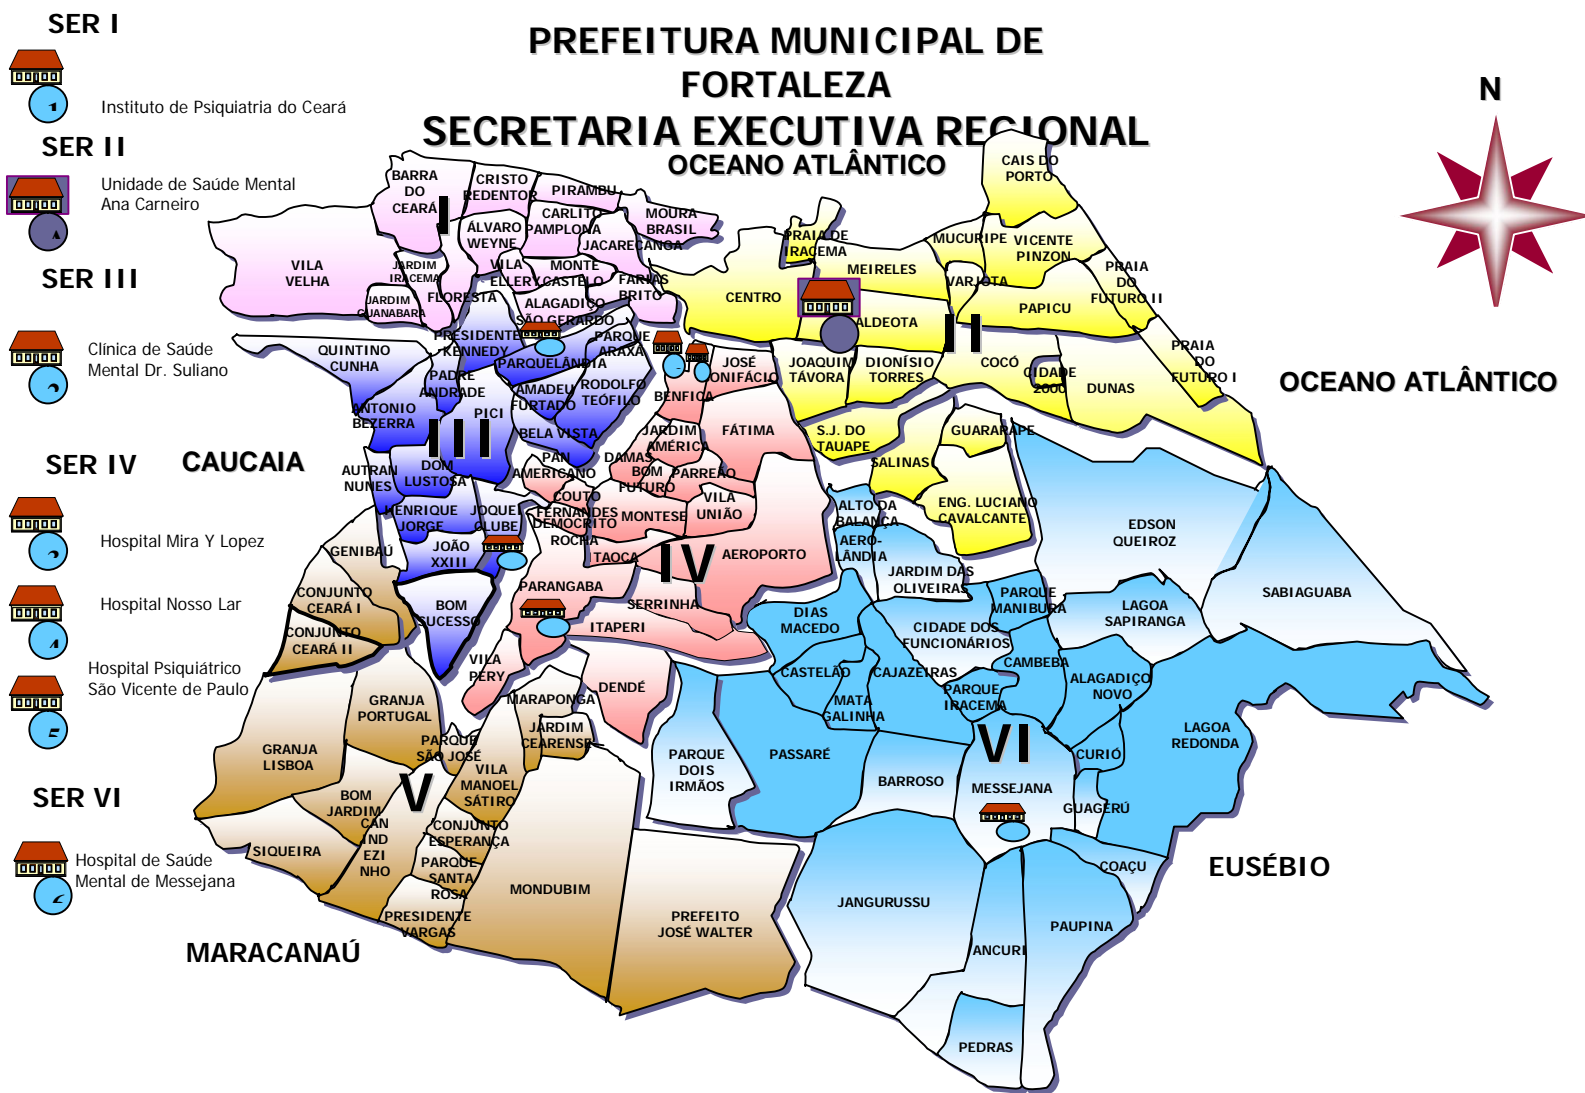 SER I
Instituto de Psiquiatria do Ceará
SER II
Unidade de Saúde Mental
Ana Carneiro
SER III
Clínica de Saúde
Mental Dr. Suliano
SER IV
Hospital Mira Y Lopez
Hospital Nosso Lar
Hospital Psiquiátrico
São Vicente de Paulo
SER VI
Hospital de Saúde
Mental de Messejana
PREFEITURA MUNICIPAL DE
FORTALEZA
SECRETARIA EXECUTIVA REGIONAL
OCEANO ATLÂNTICO
N
OCEANO ATLÂNTICO
CAUCAIA
MARACANAÚ
EUSÉBIO
I
BARRA
DO
CEARÁ
CRISTO
REDENTOR
PIRAMBU
CARLITO
PAMPLONA
MOURA
BRASIL
ÁLVARO
WEYNE
JACARECANGA
VILA
VELHA
JARDIM
IRACEMA
VILA
ELLERY
MONTE
CASTELO
FARIAS
BRITO
JARDIM
GUANABARA
FLORESTA
ALAGADIÇO
SÃO GERARDO
II
CAIS DO
PORTO
PRAIA DE
IRACEMA
MUCURIPE
VICENTE
PINZON
MEIRELES
VARJOTA
PRAIA
DO
FUTURO II
CENTRO
PAPICU
ALDEOTA
PRAIA
DO
FUTURO I
JOAQUIM
TÁVORA
DIONÍSIO
TORRES
COCÓ
CIDADE
2000
DUNAS
S.J. DO
TAUAPE
GUARARAPE
SALINAS
ENG. LUCIANO
CAVALCANTE
III
PRESIDENTE
KENNEDY
PARQUE
ARAXA
QUINTINO
CUNHA
PARQUELÂNDIA
PADRE
ANDRADE
AMADEU
FURTADO
RODOLFO
TEÓFILO
ANTONIO
BEZERRA
PICI
BELA VISTA
AUTRAN
NUNES
DOM
LUSTOSA
HENRIQUE
JORGE
JOQUEI
CLUBE
JOÃO
XXIII
BOM
SUCESSO
IV
JOSÉ
BONIFÁCIO
BENFICA
JARDIM
AMÉRICA
FÁTIMA
PAN
AMERICANO
DAMAS
BOM
FUTURO
PARREÃO
COUTO
FERNANDES
MONTESE
VILA
UNIÃO
DEMOCRITO
ROCHA
TAOCA
AEROPORTO
PARANGABA
SERRINHA
ITAPERI
VILA
PERY
DENDÉ
V
GENIBAÚ
CONJUNTO
CEARÁ I
CONJUNTO
CEARÁ II
GRANJA
PORTUGAL
MARAPONGA
JARDIM
CEARENSE
PARQUE
SÃO JOSÉ
GRANJA
LISBOA
VILA
MANOEL
SÁTIRO
BOM
JARDIM
CAN
IND
EZI
NHO
CONJUNTO
ESPERANÇA
SIQUEIRA
PARQUE
SANTA
ROSA
MONDUBIM
PRESIDENTE
VARGAS
PREFEITO
JOSÉ WALTER
VI
ALTO DA
BALANÇA
AERO-
LÂNDIA
EDSON
QUEIROZ
JARDIM DAS
OLIVEIRAS
SABIAGUABA
PARQUE
MANIBURA
LAGOA
SAPIRANGA
DIAS
MACEDO
CIDADE DOS
FUNCIONÁRIOS
CAMBEBA
CASTELÃO
CAJAZEIRAS
ALAGADIÇO
NOVO
PARQUE
IRACEMA
MATA
GALINHA
LAGOA
REDONDA
PARQUE
DOIS
IRMÃOS
PASSARÉ
CURIÓ
BARROSO
MESSEJANA
GUAGERÚ
COAÇU
JANGURUSSU
PAUPINA
ANCURI
PEDRAS